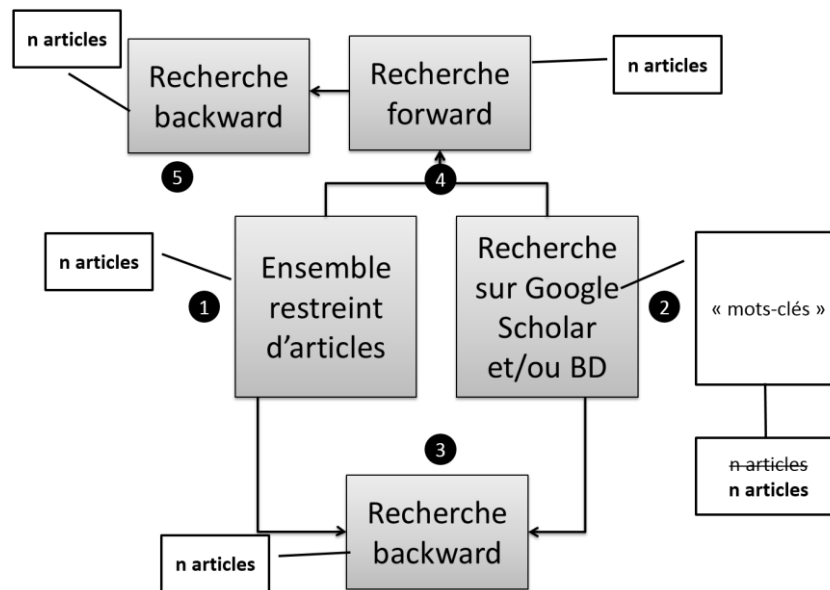 n articles
Recherche
backward
Recherche
forward
n articles
5
4
n articles
1
Ensemble
restreint
d'articles
Recherche
sur Google
Scholar
et/ou BD
2
« mots-clés »
n articles
n articles
3
Recherche
backward
n articles